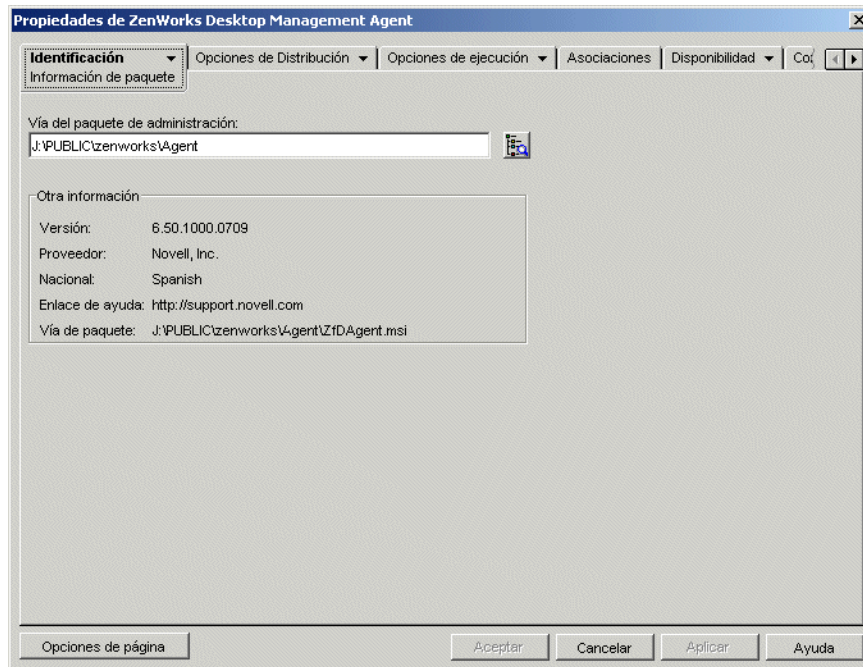 Propiedades de ZenWorks Desktop Management Agent
Identificación Opciones de Distribución Opciones de ejecución Asociaciones Disponibilidad
Información de paquete
Vía del paquete de administración:
J:\PUBLIC\zenworks\Agent
Otra información
Versión: 6.50.1000.0709
Proveedor: Novell, Inc.
Nacional: Spanish
Enlace de ayuda: http://support.novell.com
Vía de paquete: J:\PUBLIC\zenworks\Agent\ZfDAgent.msi
Opciones de página Aceptar Cancelar Aplicar Ayuda